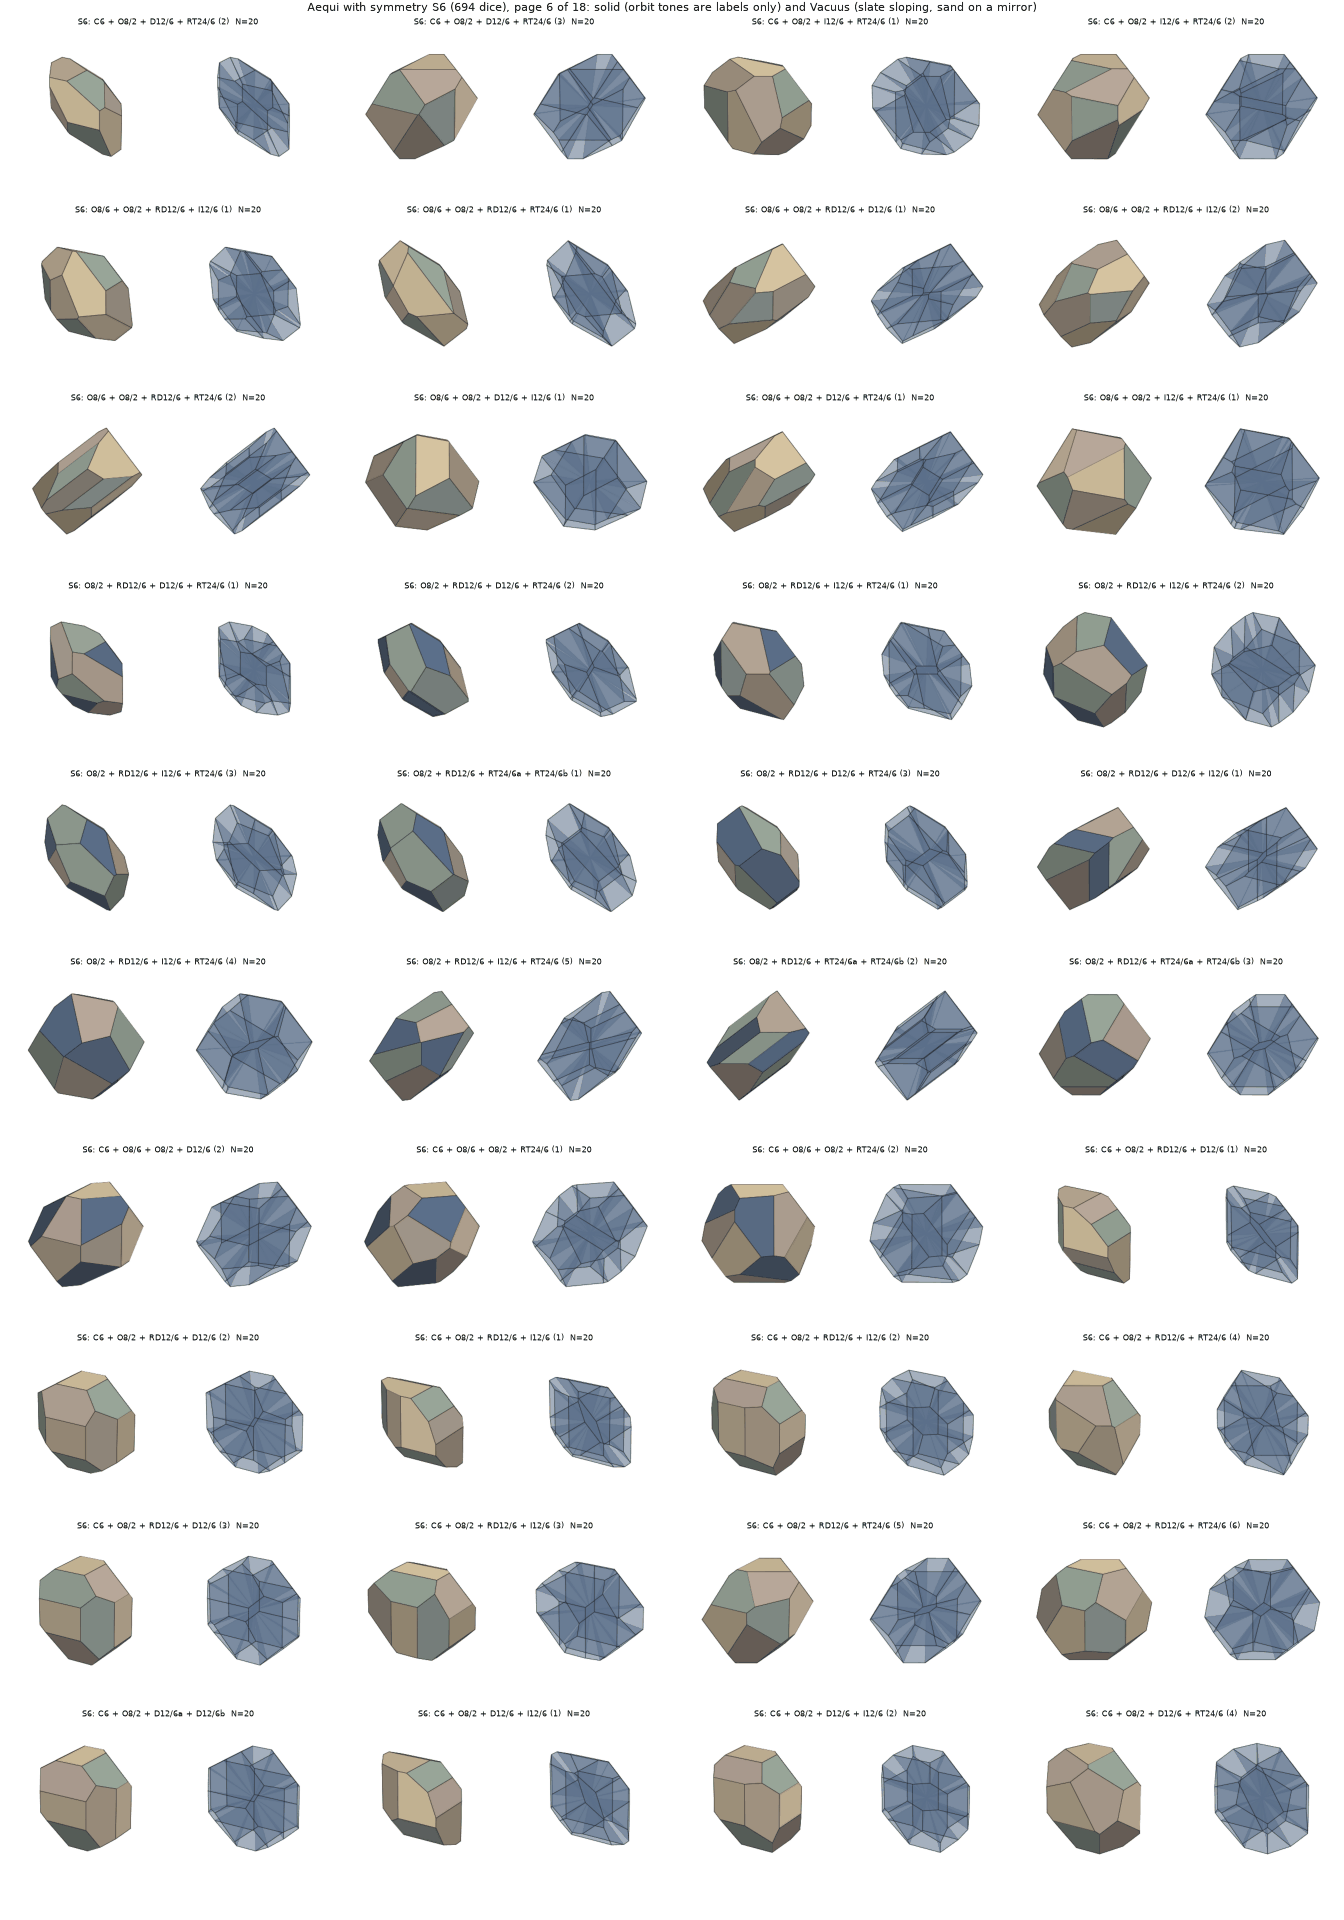 Aequi with symmetry S6 (694 dice), page 6 of 18: solid (orbit tones are labels only) and Vacuus (slate sloping, sand on a mirror)
S6: C6 + O8/2 + D12/6 + RT24/6 (2)  N=20
S6: C6 + O8/2 + D12/6 + RT24/6 (3)  N=20
S6: C6 + O8/2 + I12/6 + RT24/6 (1)  N=20
S6: C6 + O8/2 + I12/6 + RT24/6 (2)  N=20
S6: O8/6 + O8/2 + RD12/6 + I12/6 (1)  N=20
S6: O8/6 + O8/2 + RD12/6 + RT24/6 (1)  N=20
S6: O8/6 + O8/2 + RD12/6 + D12/6 (1)  N=20
S6: O8/6 + O8/2 + RD12/6 + I12/6 (2)  N=20
S6: O8/6 + O8/2 + RD12/6 + RT24/6 (2)  N=20
S6: O8/6 + O8/2 + D12/6 + I12/6 (1)  N=20
S6: O8/6 + O8/2 + D12/6 + RT24/6 (1)  N=20
S6: O8/6 + O8/2 + I12/6 + RT24/6 (1)  N=20
S6: O8/2 + RD12/6 + D12/6 + RT24/6 (1)  N=20
S6: O8/2 + RD12/6 + D12/6 + RT24/6 (2)  N=20
S6: O8/2 + RD12/6 + I12/6 + RT24/6 (1)  N=20
S6: O8/2 + RD12/6 + I12/6 + RT24/6 (2)  N=20
S6: O8/2 + RD12/6 + I12/6 + RT24/6 (3)  N=20
S6: O8/2 + RD12/6 + RT24/6a + RT24/6b (1)  N=20
S6: O8/2 + RD12/6 + D12/6 + RT24/6 (3)  N=20
S6: O8/2 + RD12/6 + D12/6 + I12/6 (1)  N=20
S6: O8/2 + RD12/6 + I12/6 + RT24/6 (4)  N=20
S6: O8/2 + RD12/6 + I12/6 + RT24/6 (5)  N=20
S6: O8/2 + RD12/6 + RT24/6a + RT24/6b (2)  N=20
S6: O8/2 + RD12/6 + RT24/6a + RT24/6b (3)  N=20
S6: C6 + O8/6 + O8/2 + D12/6 (2)  N=20
S6: C6 + O8/6 + O8/2 + RT24/6 (1)  N=20
S6: C6 + O8/6 + O8/2 + RT24/6 (2)  N=20
S6: C6 + O8/2 + RD12/6 + D12/6 (1)  N=20
S6: C6 + O8/2 + RD12/6 + D12/6 (2)  N=20
S6: C6 + O8/2 + RD12/6 + I12/6 (1)  N=20
S6: C6 + O8/2 + RD12/6 + I12/6 (2)  N=20
S6: C6 + O8/2 + RD12/6 + RT24/6 (4)  N=20
S6: C6 + O8/2 + RD12/6 + D12/6 (3)  N=20
S6: C6 + O8/2 + RD12/6 + I12/6 (3)  N=20
S6: C6 + O8/2 + RD12/6 + RT24/6 (5)  N=20
S6: C6 + O8/2 + RD12/6 + RT24/6 (6)  N=20
S6: C6 + O8/2 + D12/6a + D12/6b  N=20
S6: C6 + O8/2 + D12/6 + I12/6 (1)  N=20
S6: C6 + O8/2 + D12/6 + I12/6 (2)  N=20
S6: C6 + O8/2 + D12/6 + RT24/6 (4)  N=20